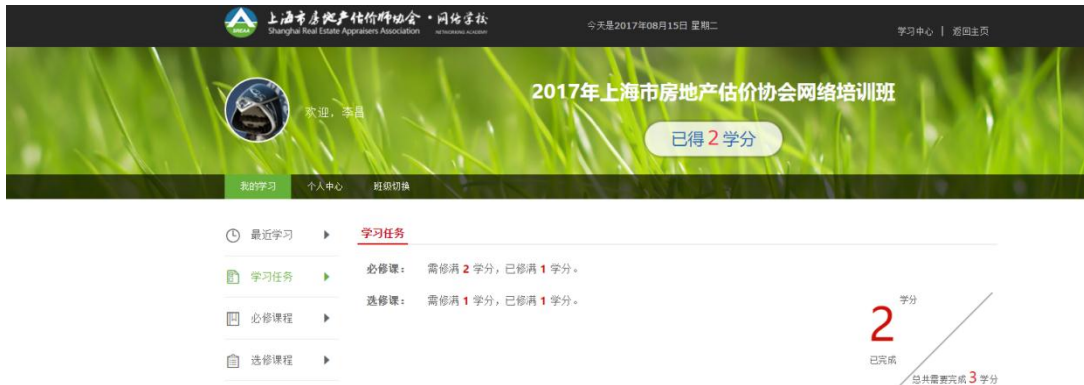 上海市房地产估价师协会·网络学校
Shanghai Real Estate Appraisers Association NETWORKING ACADEMY
SREAA
今天是2017年08月15日 星期二
学习中心 | 返回主页
欢迎，李昌
2017年上海市房地产估价协会网络培训班
已得2学分
我的学习 个人中心 班级切换
最近学习
学习任务
必修课程
选修课程
学习任务
必修课： 需修满 2 学分，已修满 1 学分。
选修课： 需修满 1 学分，已修满 1 学分。
2 学分
已完成
总共需要完成 3 学分